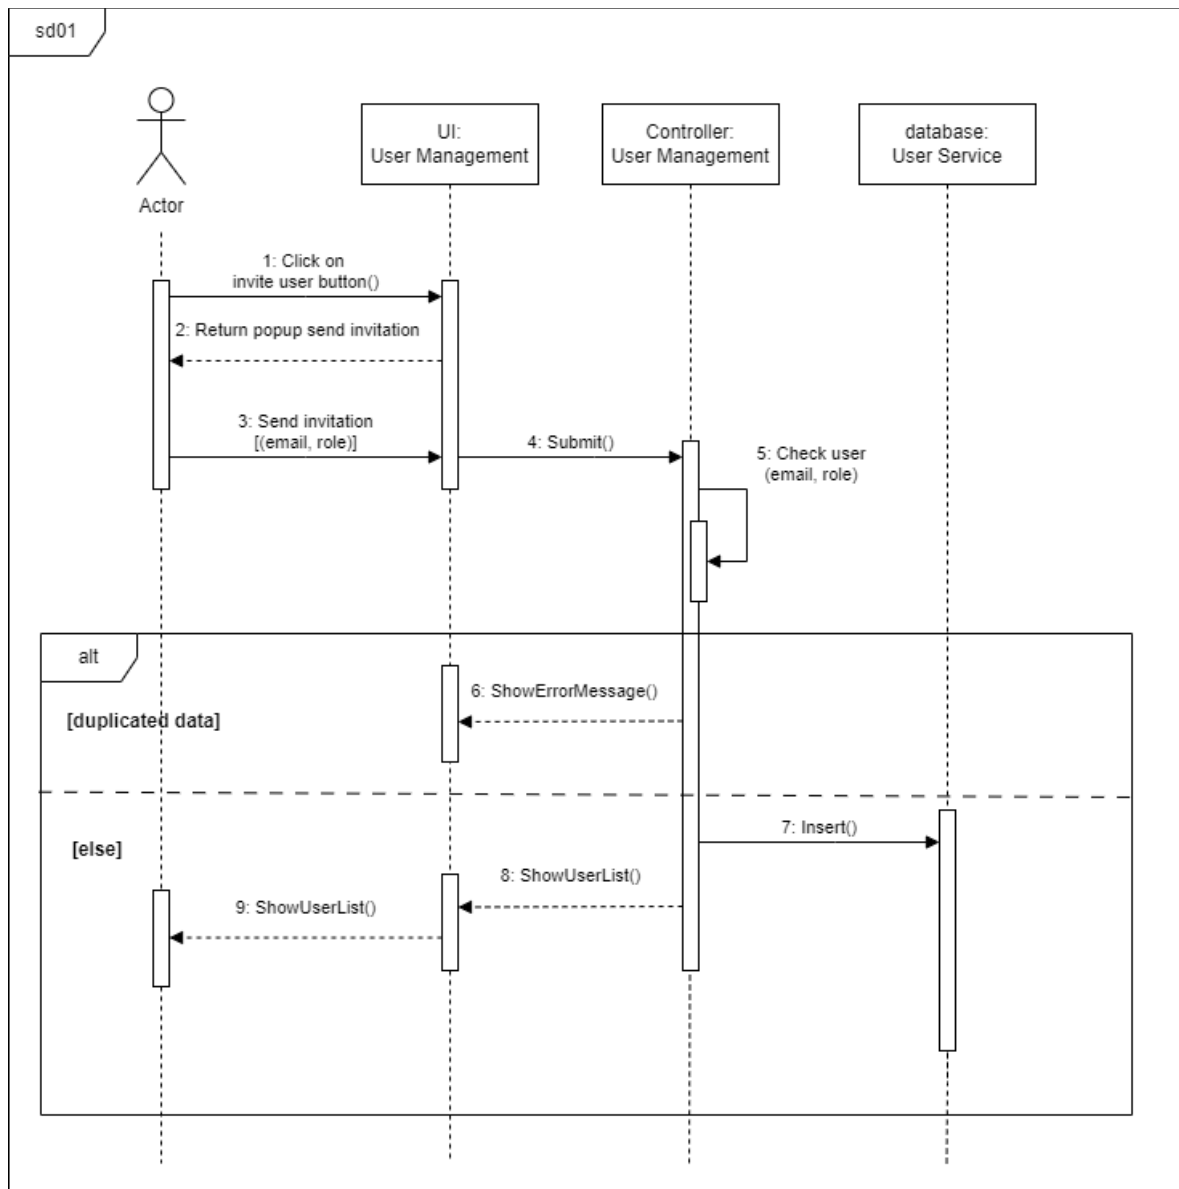 sd01
UI:
User Management
Controller:
User Management
database:
User Service
Actor
1: Click on
invite user button()
2: Return popup send invitation
3: Send invitation
[(email, role)]
4: Submit()
5: Check user
(email, role)
alt
6: ShowErrorMessage()
[duplicated data]
7: Insert()
[else]
8: ShowUserList()
9: ShowUserList()